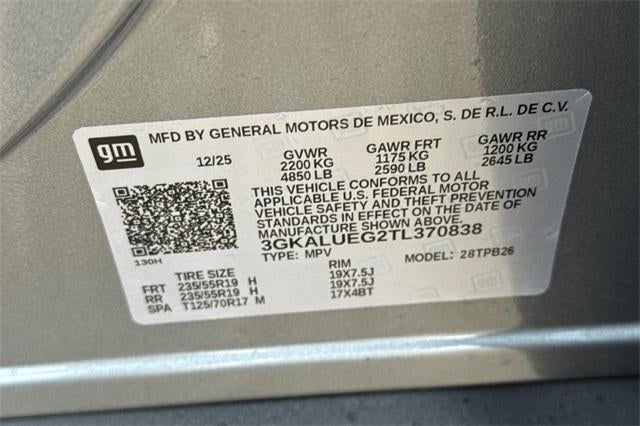 gm
MFD BY GENERAL MOTORS DE MEXICO, S. DE R.L. DE C.V.
12/25 GVWR GAWR FRT GAWR RR
2200 KG 1175 KG 1200 KG
4850 LB 2590 LB 2645 LB
THIS VEHICLE CONFORMS TO ALL
APPLICABLE U.S. FEDERAL MOTOR
VEHICLE SAFETY AND THEFT PREVENTION
STANDARDS IN EFFECT ON THE DATE OF
MANUFACTURE SHOWN ABOVE.
3GKALUEG2TL370838
130H TYPE: MPV MODEL: 28TPB26
TIRE SIZE RIM
FRT 235/55R19 H 19X7.5J
RR 235/55R19 H 19X7.5J
SPA T125/70R17 M 17X4BT